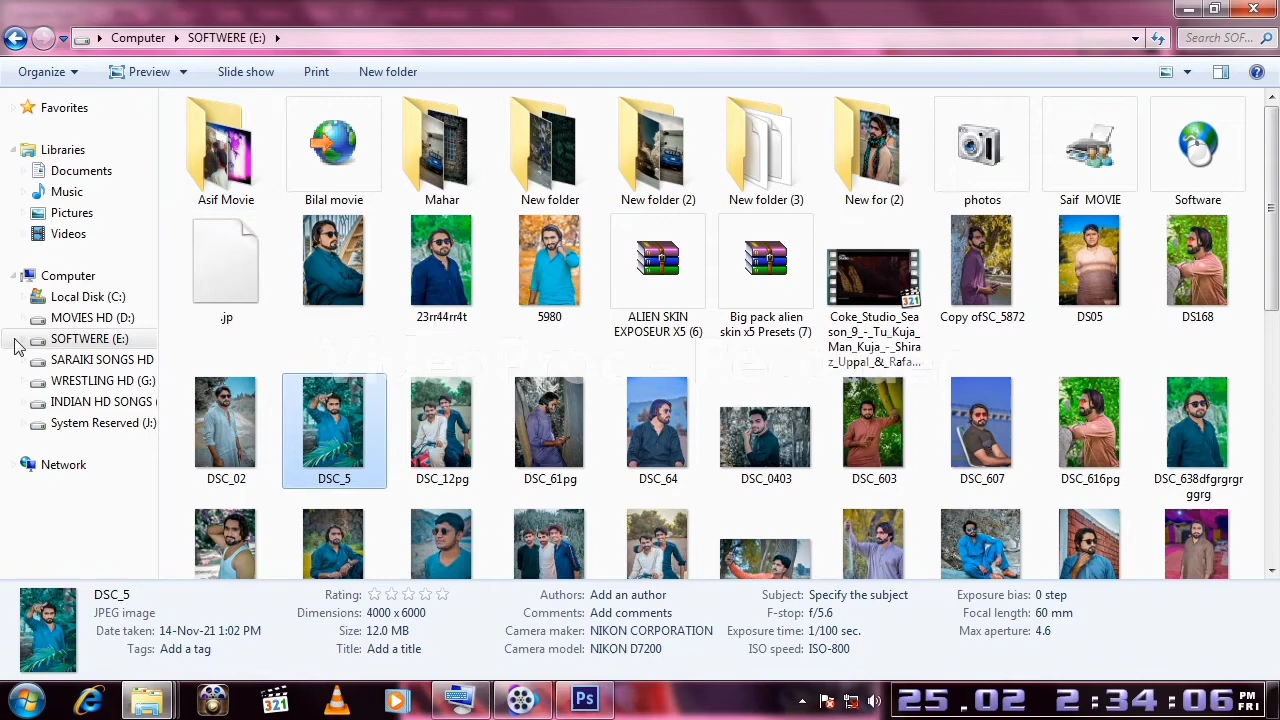 Computer
SOFTWERE (E:)
Search SOF...
Organize
Preview
Slide show
Print
New folder
Favorites
Libraries
Documents
Music
Pictures
Videos
Computer
Local Disk (C:)
MOVIES HD (D:)
SOFTWERE (E:)
SARAIKI SONGS HD
WRESTLING HD (G:)
INDIAN HD SONGS (
System Reserved (J:)
Network
Asif Movie
Bilal movie
Mahar
New folder
New folder (2)
New folder (3)
New for (2)
photos
Saif MOVIE
Software
.jp
23rr44rr4t
5980
ALIEN SKIN
EXPOSEUR X5 (6)
Big pack alien
skin x5 Presets (7)
321
Coke_Studio_Sea
son_9_-_Tu_Kuja_
Man_Kuja_-_Shira
z_Uppal_&_Rafa...
Copy ofSC_5872
DS05
DS168
DSC_02
DSC_5
DSC_12pg
DSC_61pg
DSC_64
DSC_0403
DSC_603
DSC_607
DSC_616pg
DSC_638dfgrgrgr
ggrg
DSC_5
JPEG image
Date taken: 14-Nov-21 1:02 PM
Tags: Add a tag
Rating:
Dimensions: 4000 x 6000
Size: 12.0 MB
Title: Add a title
Authors: Add an author
Comments: Add comments
Camera maker: NIKON CORPORATION
Camera model: NIKON D7200
Subject: Specify the subject
F-stop: f/5.6
Exposure time: 1/100 sec.
ISO speed: ISO-800
Exposure bias: 0 step
Focal length: 60 mm
Max aperture: 4.6
321
Ps
25.02 2:34:06 PM
FRI